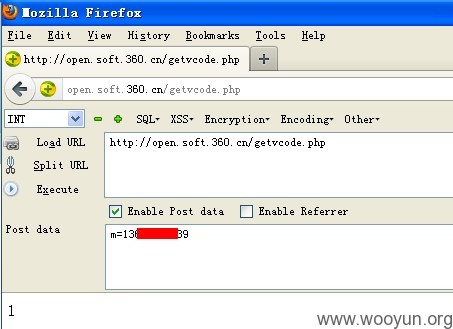 Mozilla Firefox
File Edit View History Bookmarks Tools Help
http://open.soft.360.cn/getvcode.php
open.soft.360.cn/getvcode.php
INT SQL XSS Encryption Encoding Other
Load URL http://open.soft.360.cn/getvcode.php
Split URL
Execute
Enable Post data Enable Referrer
Post data m=136 39
1
www.wooyun.org